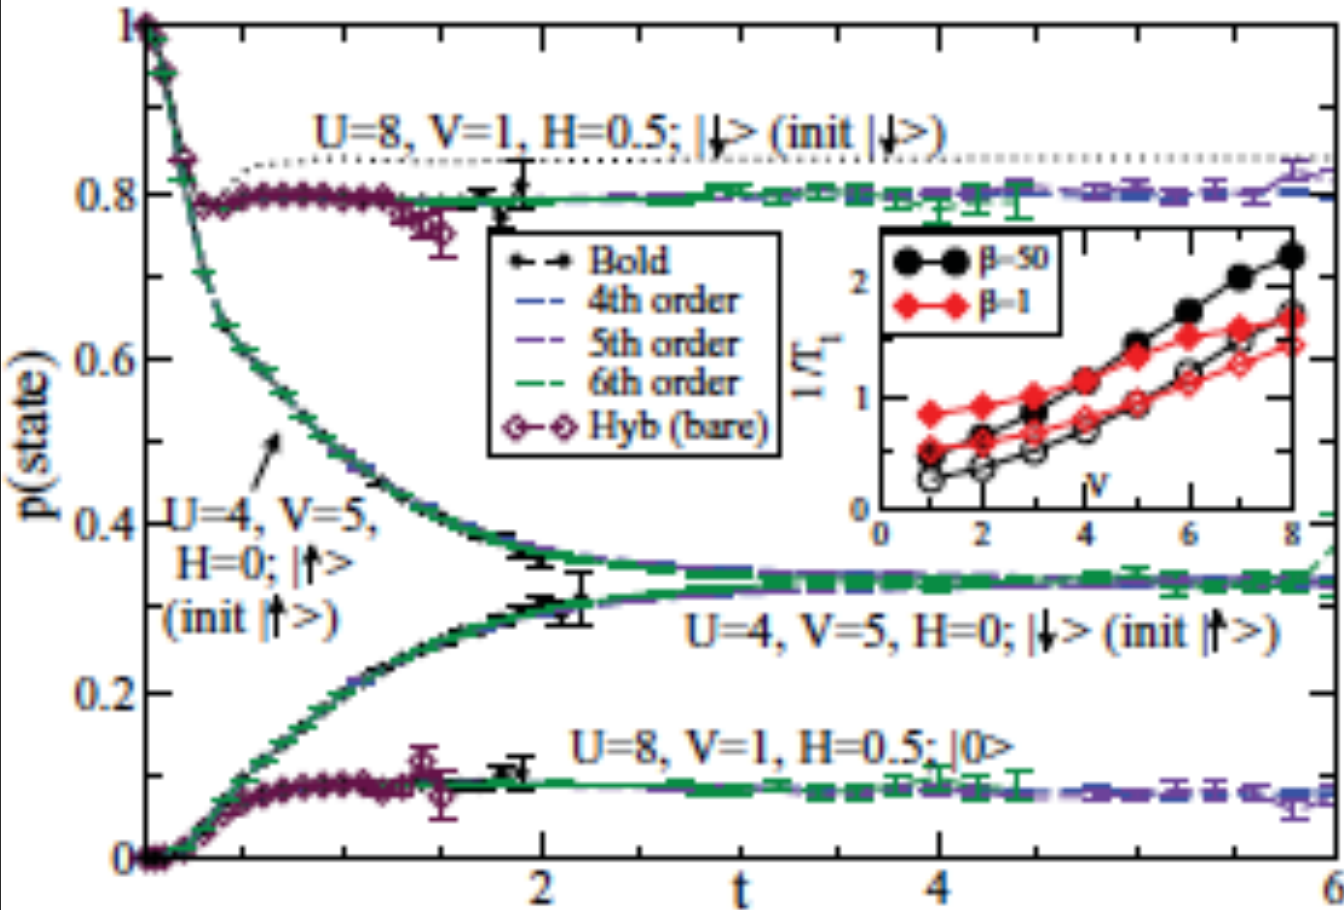 1
0.8
0.6
0.4
0.2
0
p(state)
U=8, V=1, H=0.5; |↓> (init |↓>)
Bold
4th order
5th order
6th order
Hyb (bare)
β=50
β=1
2
1
0
1/T₁
V
0 2 4 6 8
U=4, V=5,
H=0; |↑>
(init |↑>)
U=4, V=5, H=0; |↓> (init |↑>)
U=8, V=1, H=0.5; |0>
2 t 4 6